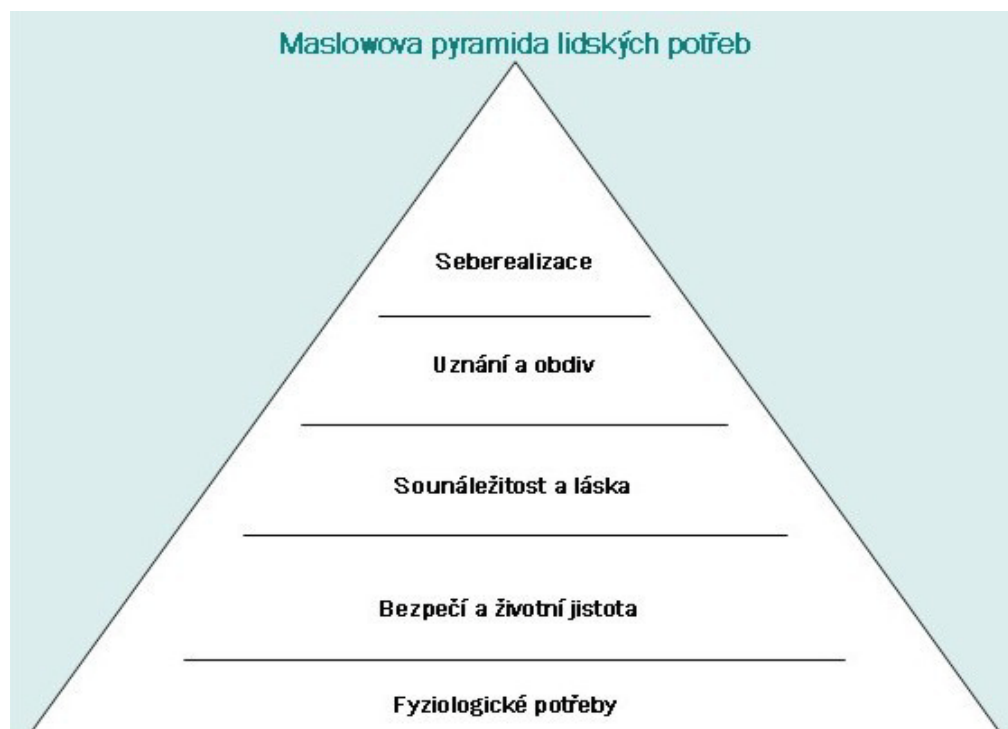 Maslowova pyramida lidských potřeb
Seberealizace
Uznání a obdiv
Sounáležitost a láska
Bezpečí a životní jistota
Fyziologické potřeby